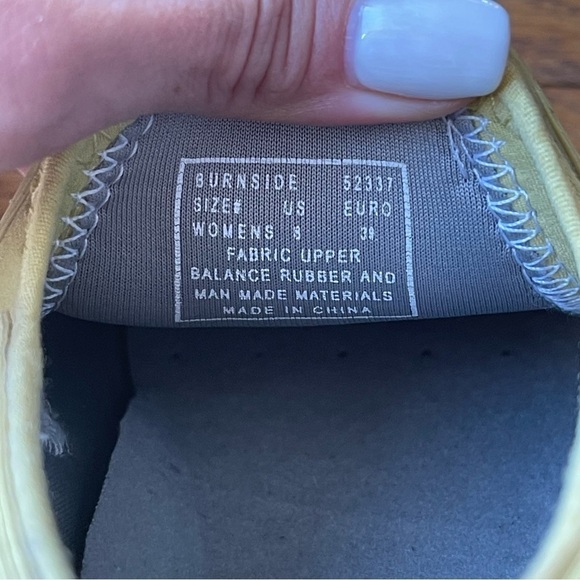 BURNSIDE 52337
SIZE# US EURO
WOMENS 8 39
FABRIC UPPER
BALANCE RUBBER AND
MAN MADE MATERIALS
MADE IN CHINA